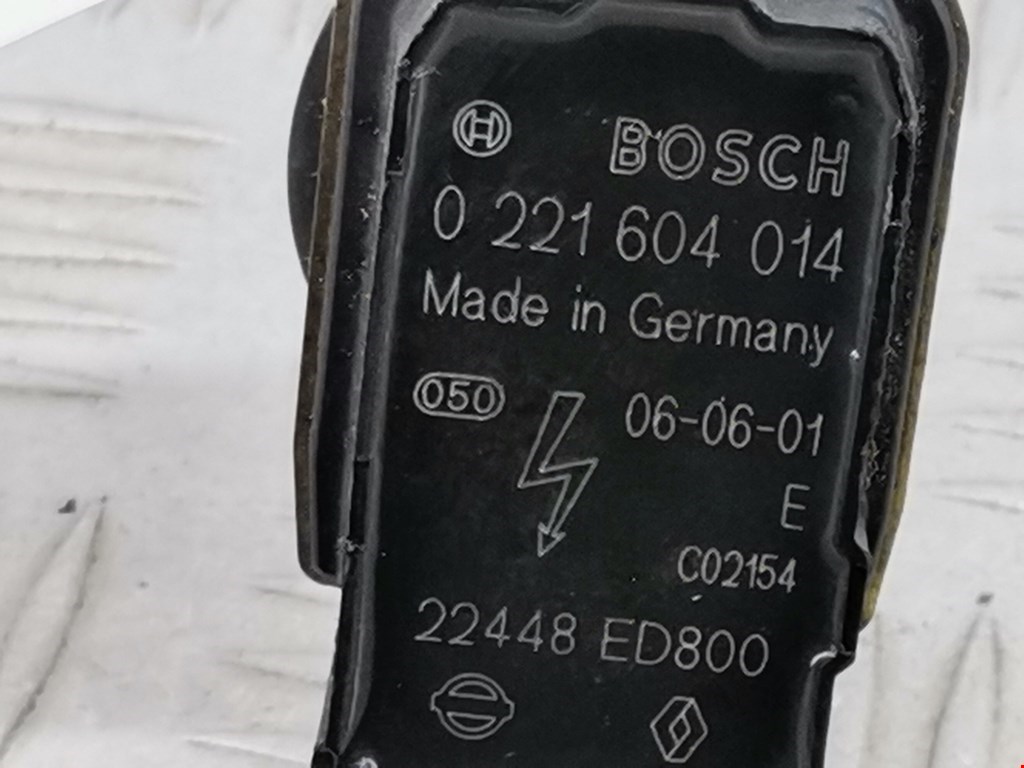 BOSCH
0 221 604 014
Made in Germany
050 06-06-01
E
C02154
22448 ED800